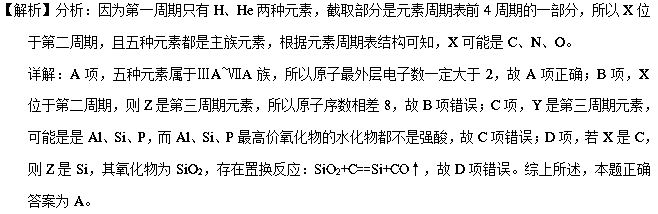 【解析】分析：因为第一周期只有 H、He 两种元素，截取部分是元素周期表前 4 周期的一部分，所以 X 位
于第二周期，且五种元素都是主族元素，根据元素周期表结构可知，X 可能是 C、N、O。
详解：A 项，五种元素属于ⅢA~ⅦA 族，所以原子最外层电子数一定大于 2，故 A 项正确；B 项，X
位于第二周期，则 Z 是第三周期元素，所以原子序数相差 8，故 B 项错误；C 项，Y 是第三周期元素，
可能是是 Al、Si、P，而 Al、Si、P 最高价氧化物的水化物都不是强酸，故 C 项错误；D 项，若 X 是 C，
则 Z 是 Si，其氧化物为 SiO₂，存在置换反应：SiO₂+C==Si+CO↑，故 D 项错误。综上所述，本题正确
答案为 A。